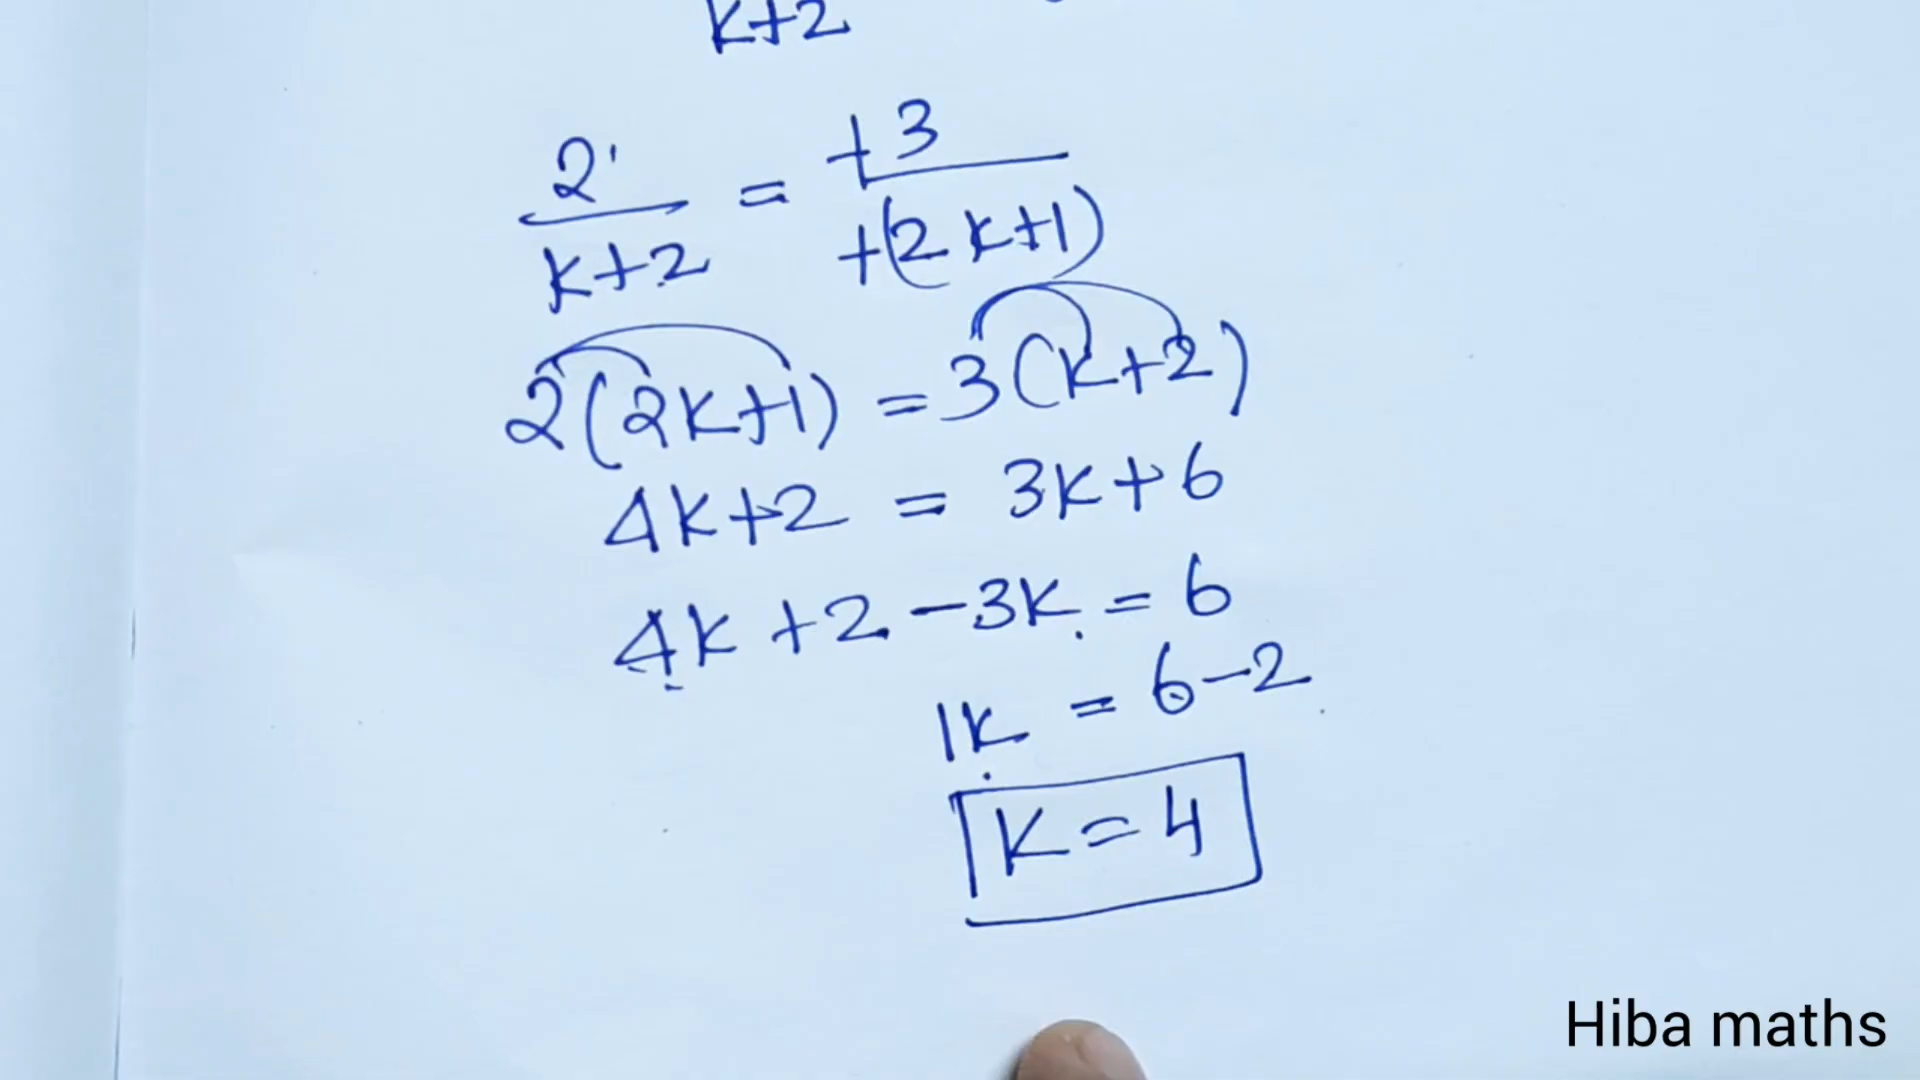 k+2
2/k+2 = +3/+(2k+1)
2(2k+1) = 3(k+2)
4k+2 = 3k+6
4k+2-3k = 6
1k = 6-2
k=4
Hiba maths